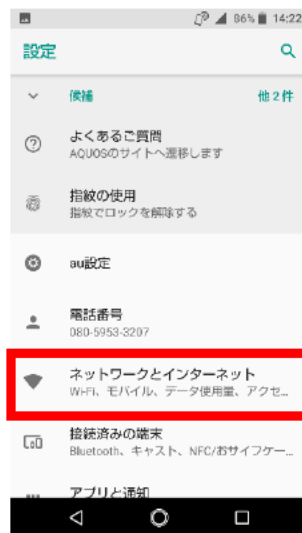 86% 14:22
設定
候補 他 2 件
よくあるご質問
AQUOSのサイトへ遷移します
指紋の使用
指紋でロックを解除する
au設定
電話番号
080-5953-3207
ネットワークとインターネット
Wi-Fi、モバイル、データ使用量、アクセ...
接続済みの端末
Bluetooth、キャスト、NFC/おサイフケー...
アプリと通知